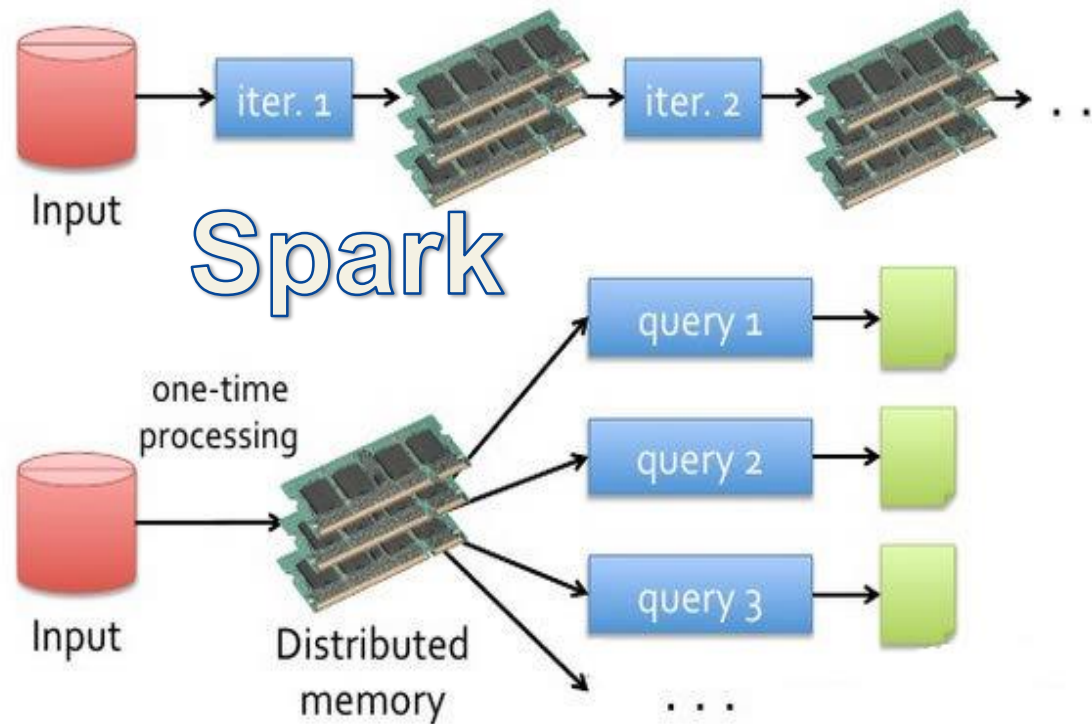 iter. 1
iter. 2
. .
Input
Spark
query 1
one-time
processing
query 2
query 3
Input
Distributed
memory
. . .